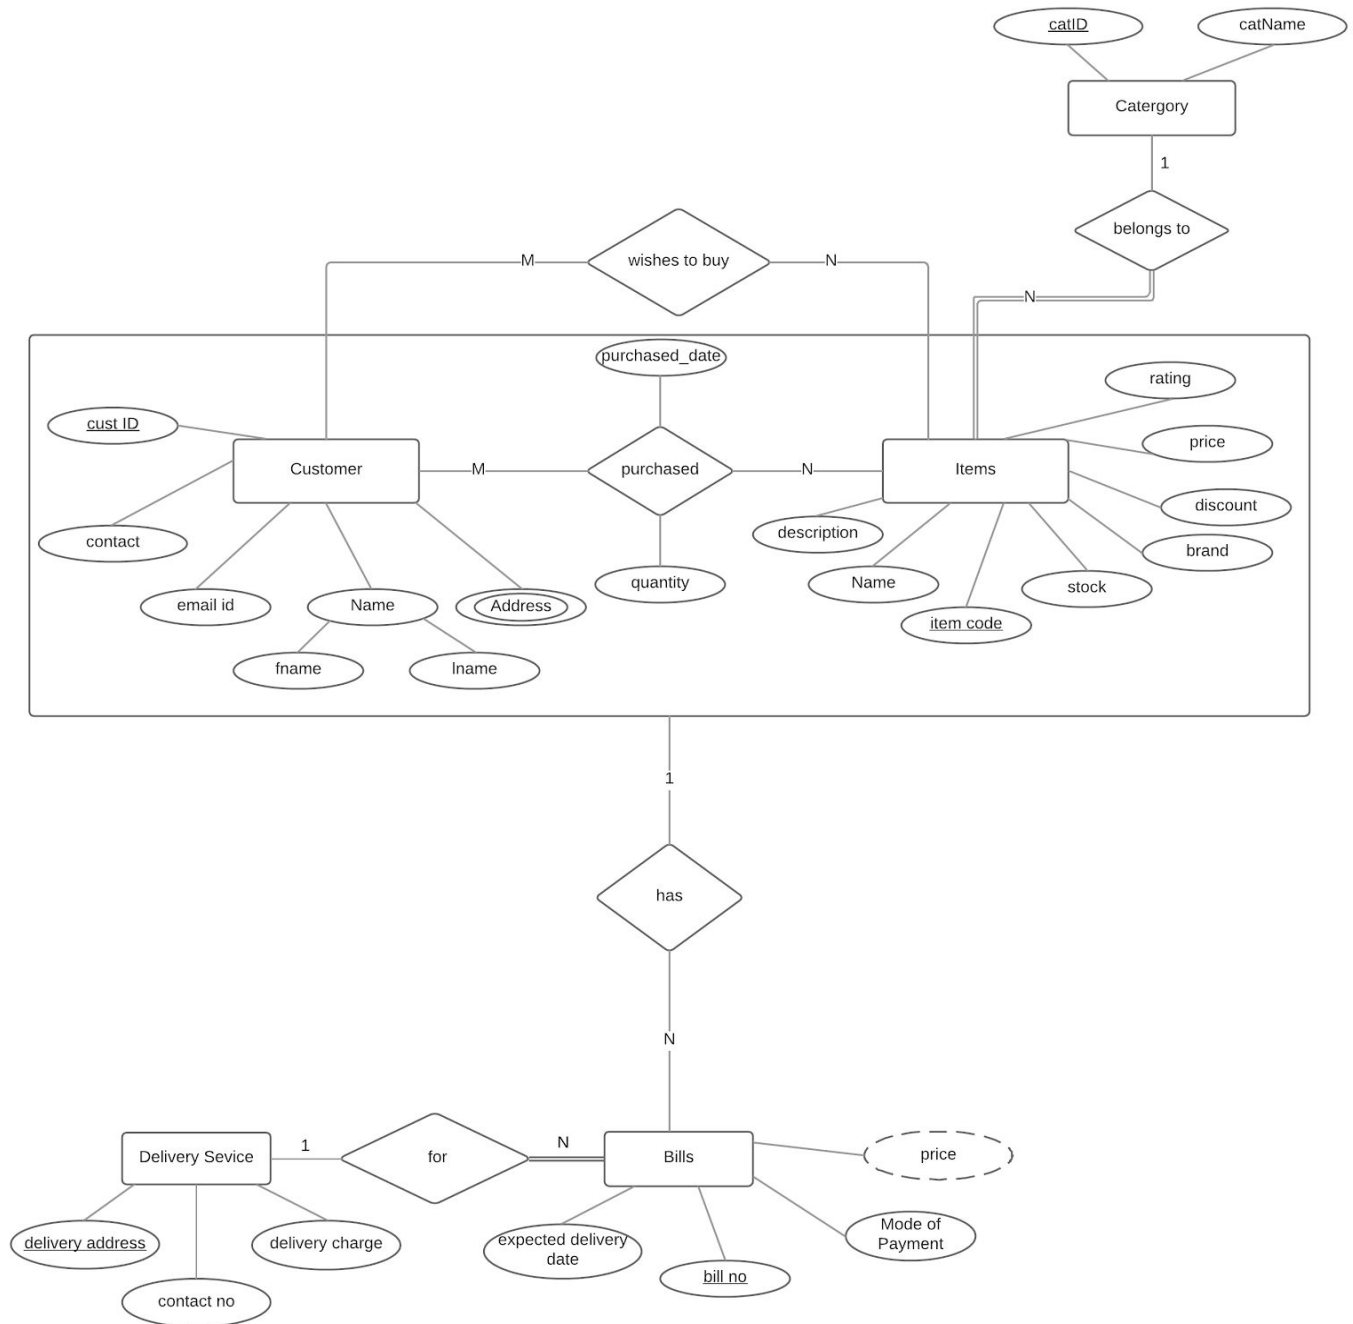 catID
catName
Catergory
1
belongs to
M
wishes to buy
N
N
purchased_date
rating
cust ID
price
Customer
M
purchased
N
Items
discount
description
contact
brand
quantity
Name
stock
email id
Name
Address
item code
fname
lname
1
has
N
Delivery Sevice
1
for
N
Bills
price
delivery address
delivery charge
expected delivery
date
Mode of
Payment
bill no
contact no